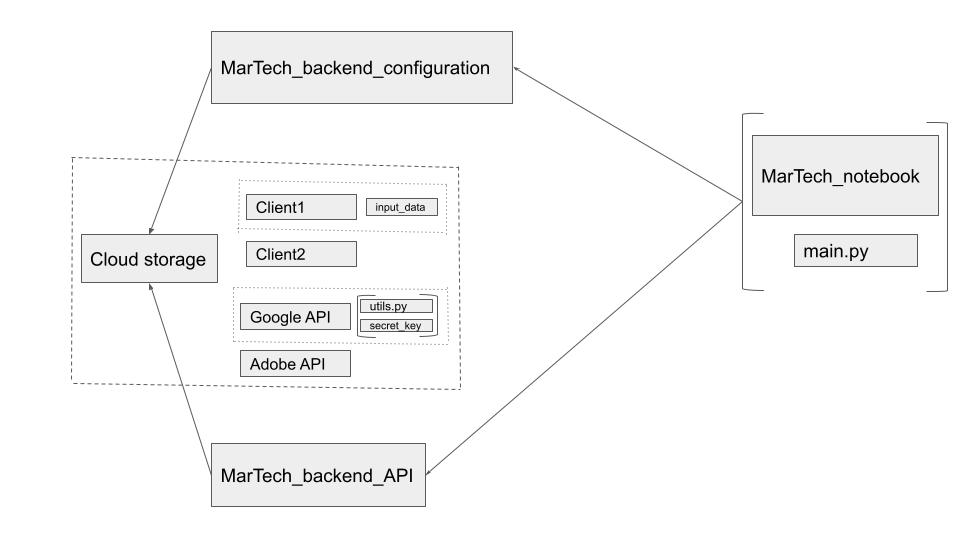 MarTech_backend_configuration
MarTech_notebook
main.py
Cloud storage
Client1
input_data
Client2
Google API
utils.py
secret_key
Adobe API
MarTech_backend_API